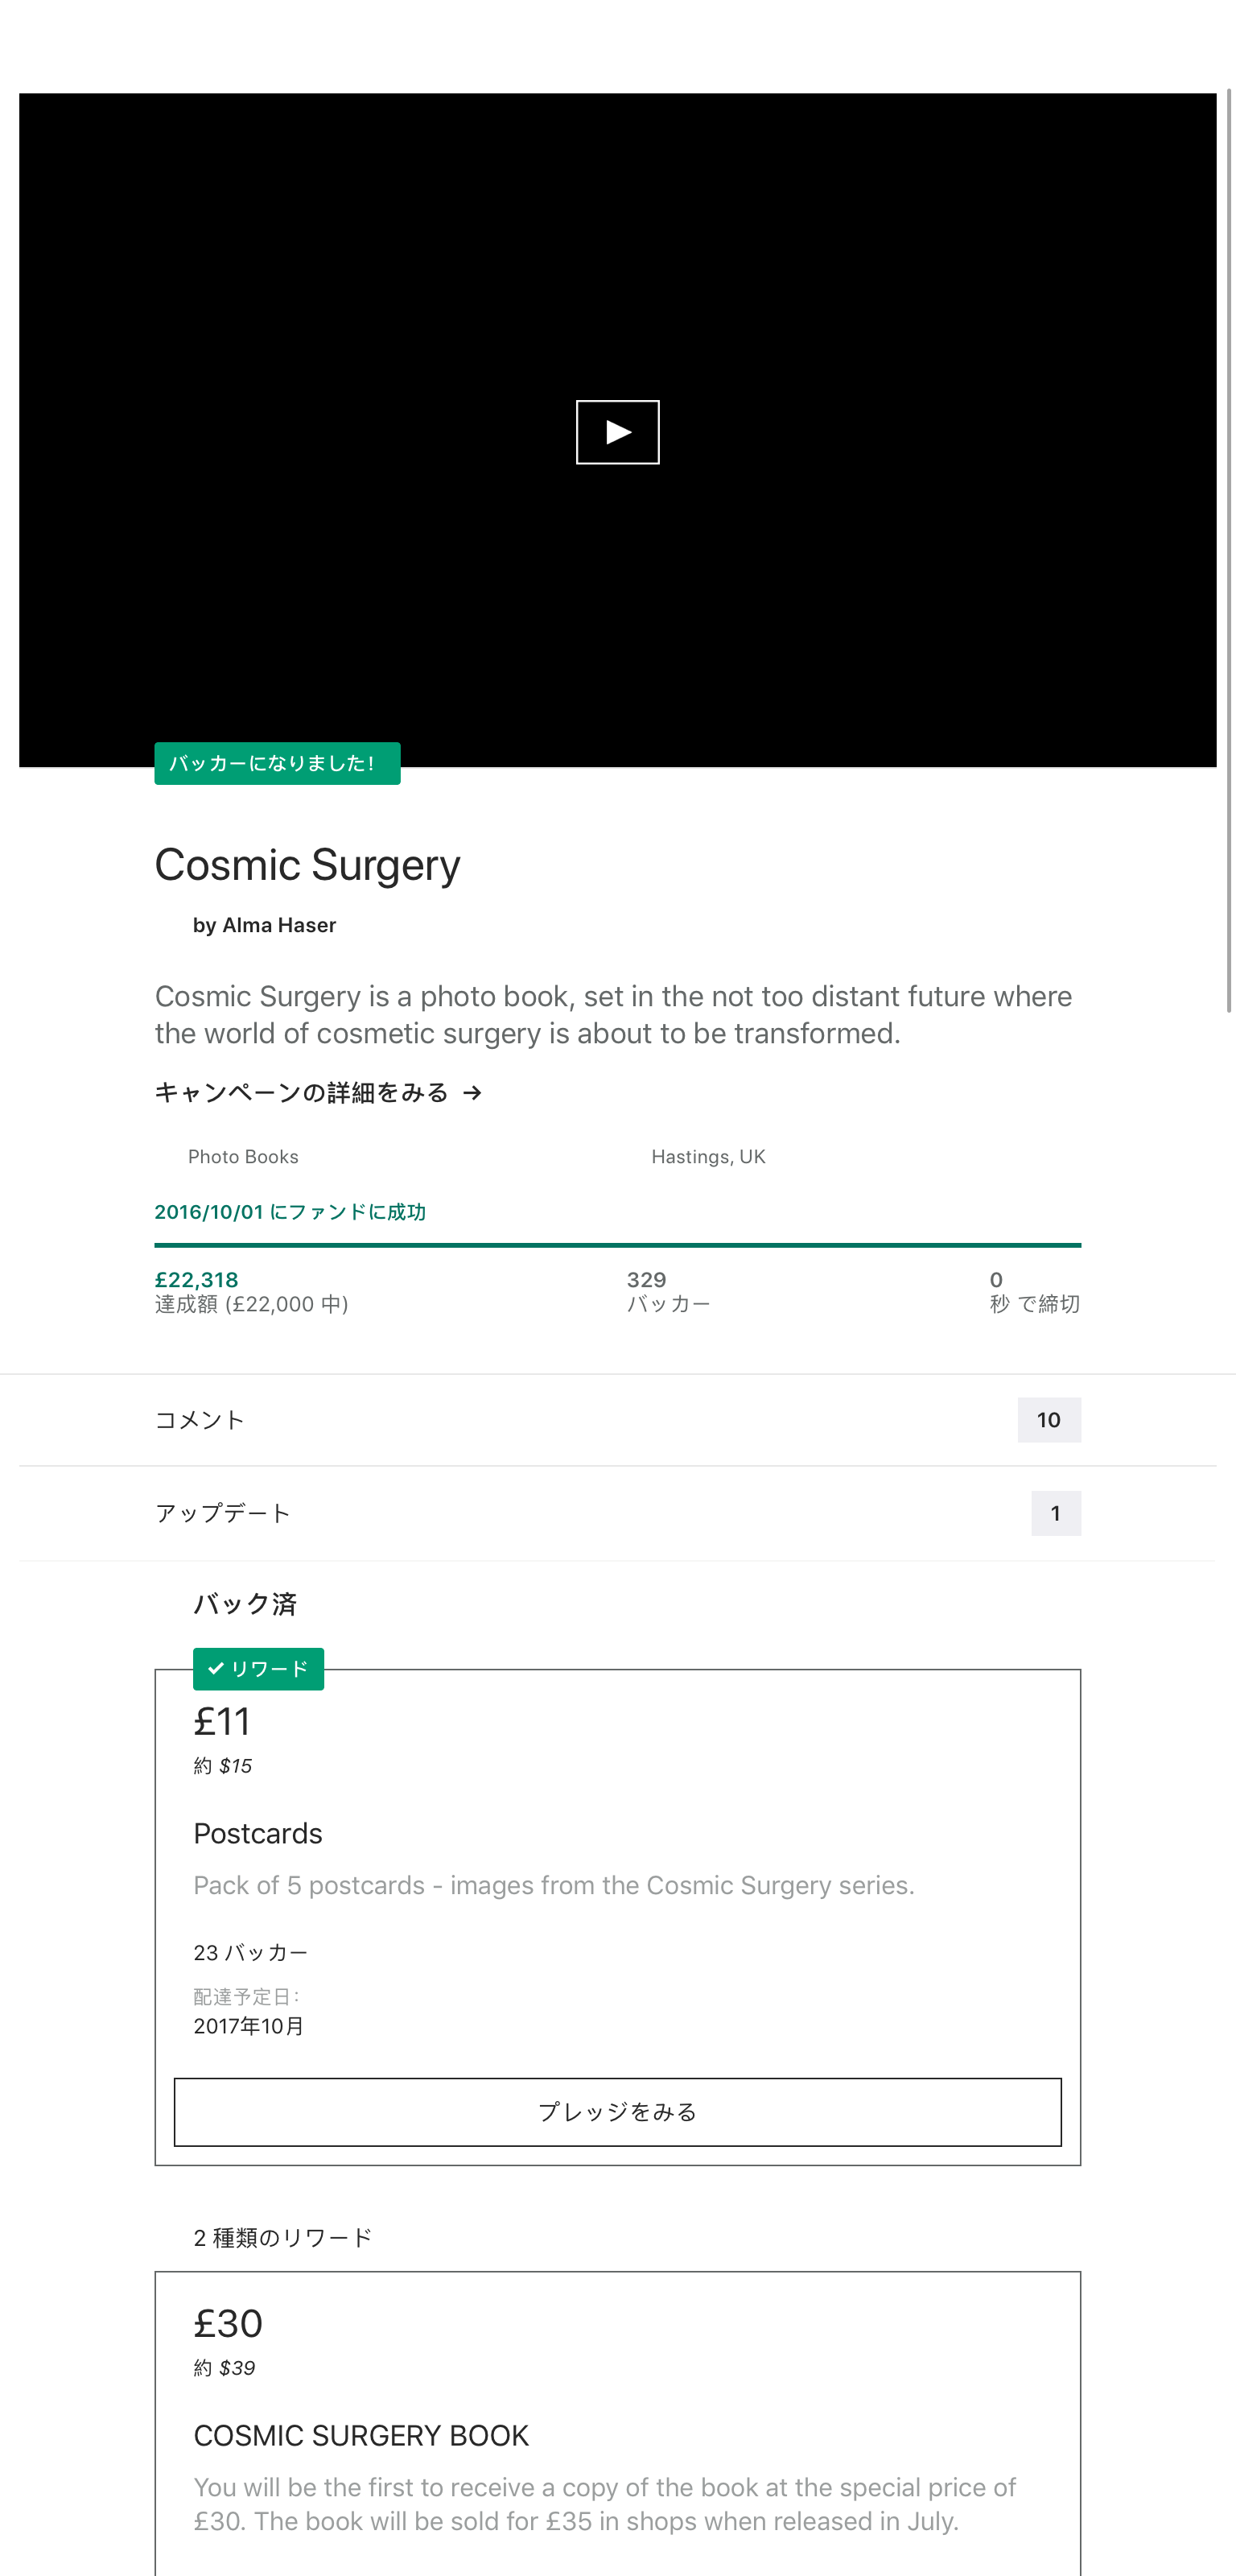 バッカーになりました！
Cosmic Surgery
by Alma Haser
Cosmic Surgery is a photo book, set in the not too distant future where
the world of cosmetic surgery is about to be transformed.
キャンペーンの詳細をみる →
Photo Books Hastings, UK
2016/10/01 にファンドに成功
£22,318 329 0
達成額 (£22,000 中) バッカー 秒 で締切
コメント 10
アップデート 1
バック済
✓ リワード
£11
約 $15
Postcards
Pack of 5 postcards - images from the Cosmic Surgery series.
23 バッカー
配達予定日：
2017年10月
プレッジをみる
2 種類のリワード
£30
約 $39
COSMIC SURGERY BOOK
You will be the first to receive a copy of the book at the special price of
£30. The book will be sold for £35 in shops when released in July.